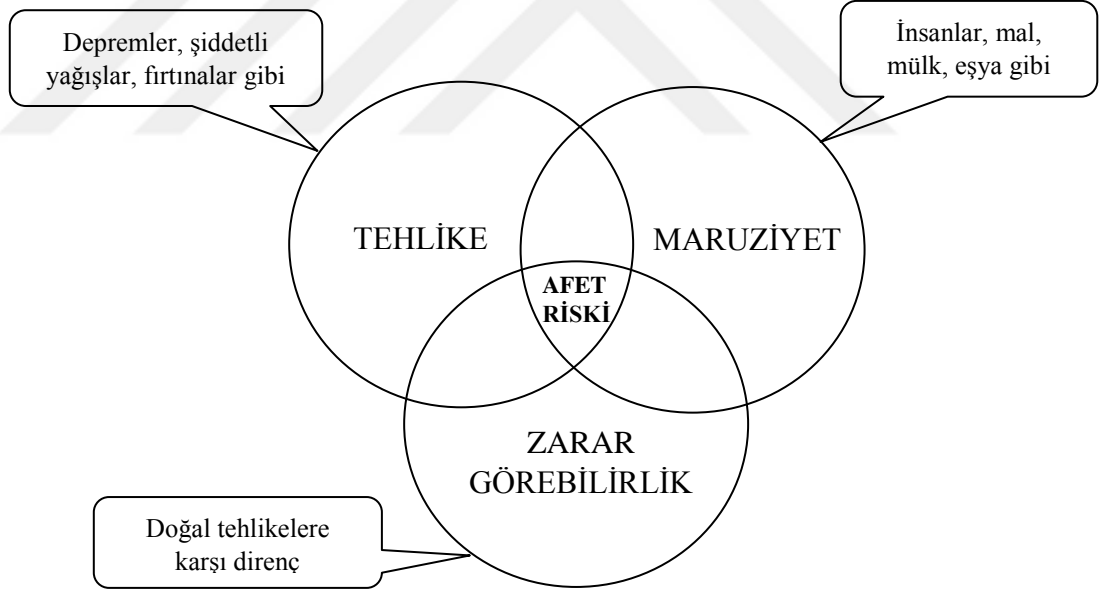 Depremler, şiddetli
yağışlar, fırtınalar gibi
İnsanlar, mal,
mülk, eşya gibi
TEHLİKE
MARUZİYET
AFET
RİSKİ
ZARAR
GÖREBİLİRLİK
Doğal tehlikelere
karşı direnç